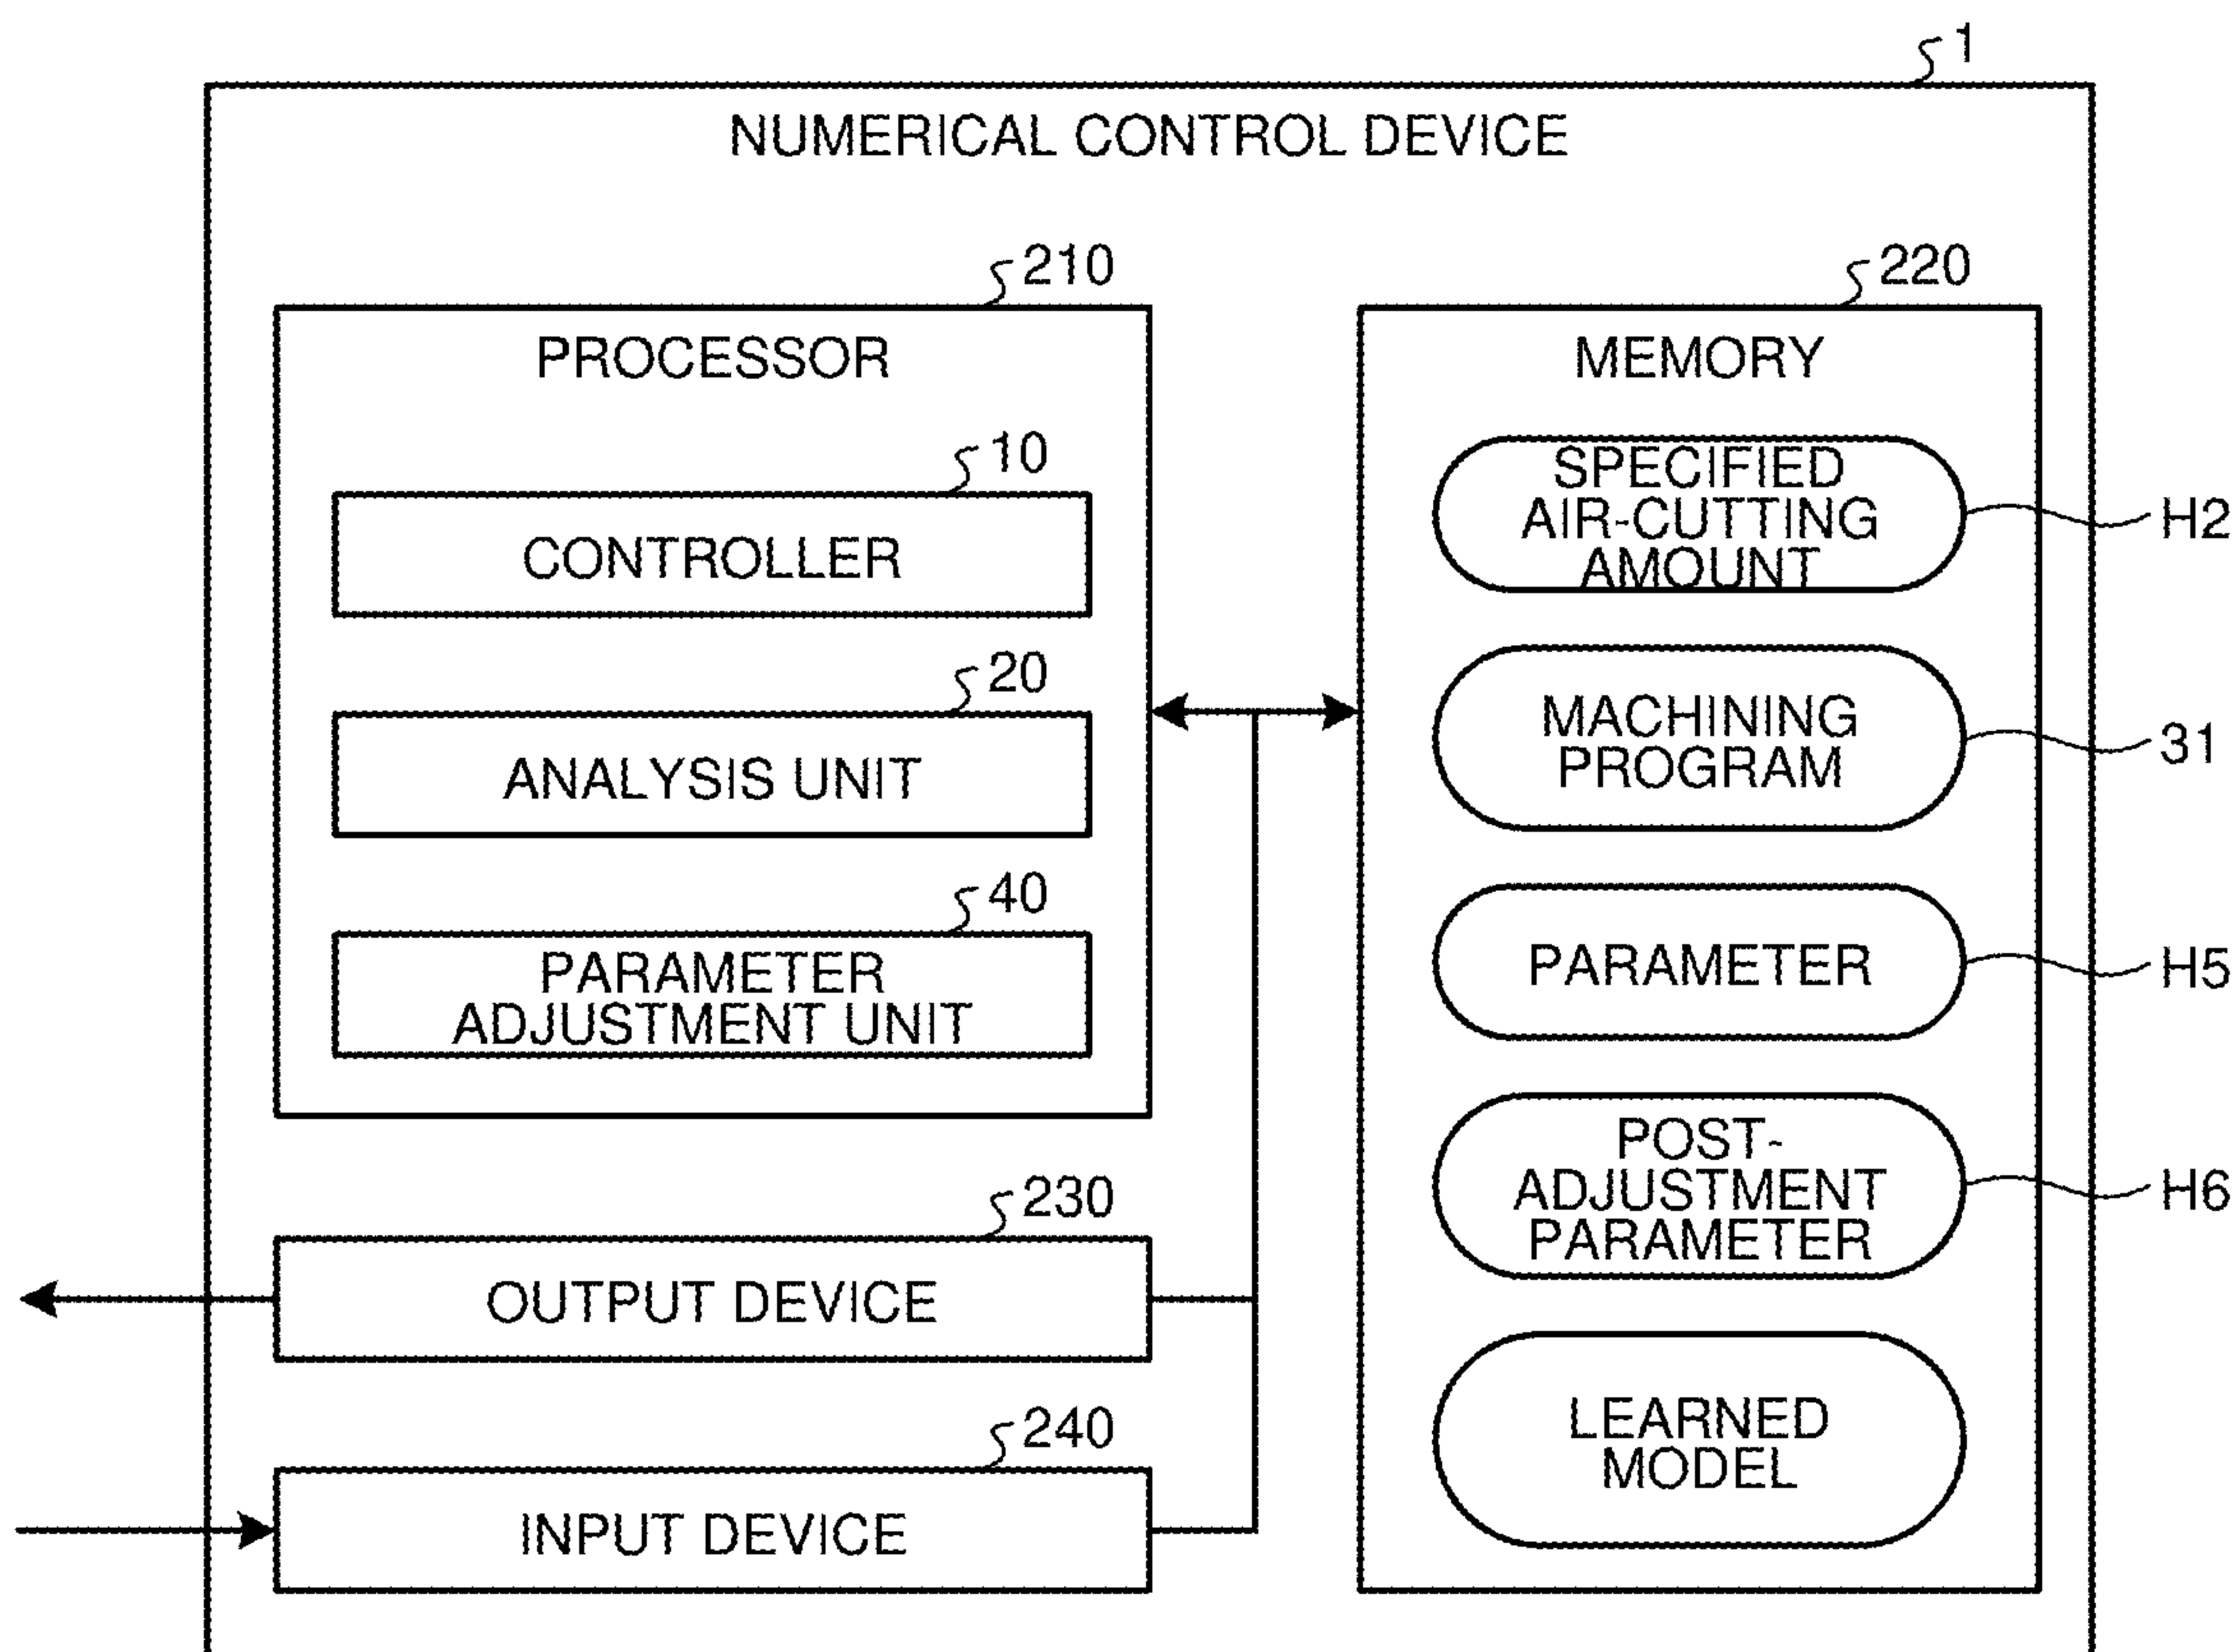 1
NUMERICAL CONTROL DEVICE
210
PROCESSOR
10
CONTROLLER
20
ANALYSIS UNIT
40
PARAMETER
ADJUSTMENT UNIT
230
OUTPUT DEVICE
240
INPUT DEVICE
220
MEMORY
SPECIFIED
AIR-CUTTING
AMOUNT
H2
MACHINING
PROGRAM
31
PARAMETER
H5
POST-
ADJUSTMENT
PARAMETER
H6
LEARNED
MODEL